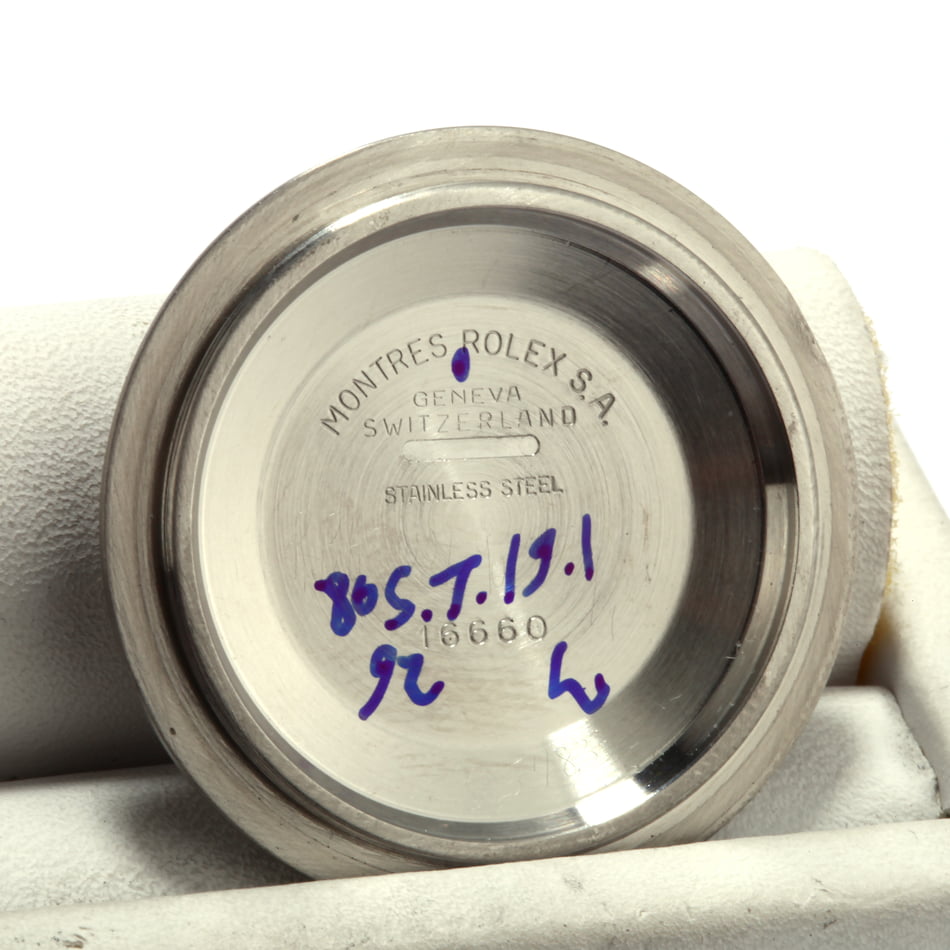 MONTRES ROLEX S.A.
GENEVA
SWITZERLAND
STAINLESS STEEL
805.T.19.1
16660
92